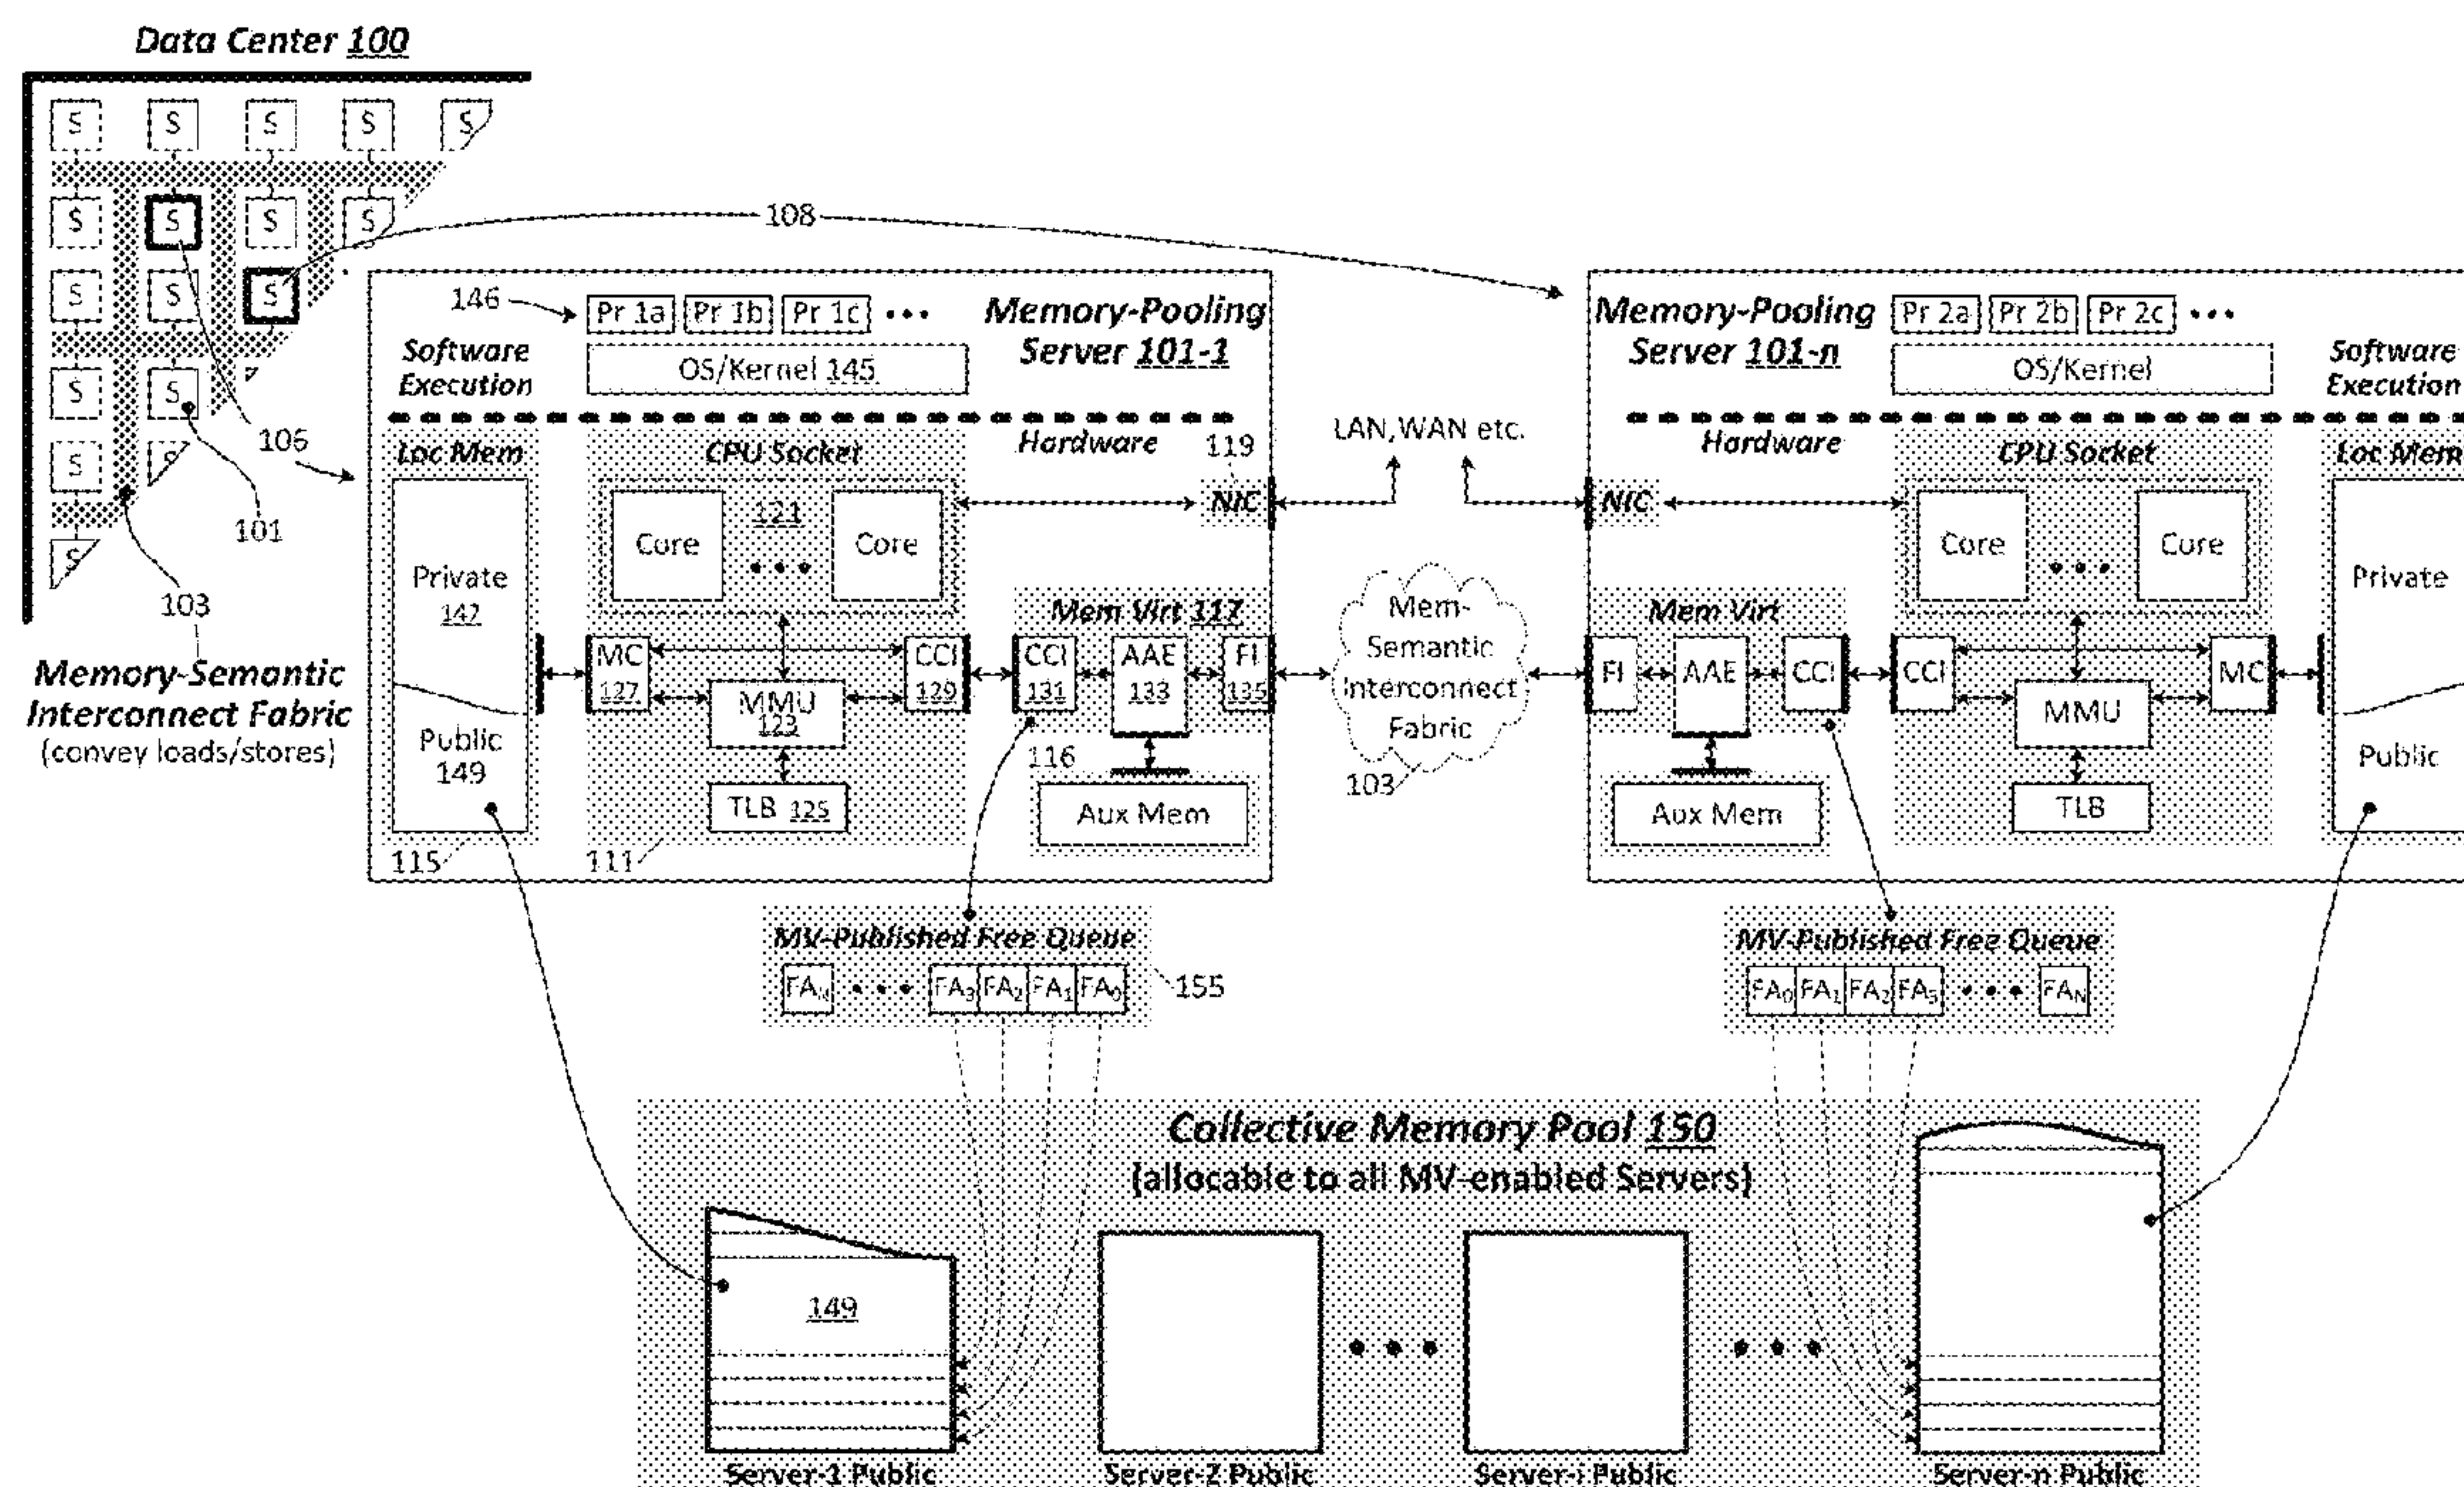 Data Center 100
S S S S S
S S S S
S S S
S S
S S
S
108
106
101
103
Memory-Semantic
Interconnect Fabric
(convey loads/stores)
146
Pr 1a Pr 1b Pr 1c •••
Memory-Pooling
Server 101-1
Software
Execution
OS/Kernel 145
Loc Mem
CPU Socket
Hardware
119
NIC
121
Core ••• Core
Private
147
Public
149
Mem Virt 117
MC
127
CCI
129
CCI
131
AAE
133
FI
135
MMU
123
TLB 125
116
Aux Mem
115
111
LAN,WAN etc.
Mem-
Semantic
Interconnect
Fabric
103
Memory-Pooling
Server 101-n
Pr 2a Pr 2b Pr 2c •••
OS/Kernel
Software
Execution
Hardware
CPU Socket
Loc Mem
NIC
Core ••• Core
Private
Mem Virt
FI AAE CCI CCI MC
MMU
Public
Aux Mem
TLB
MV-Published Free Queue
FAN ••• FA3 FA2 FA1 FA0
155
MV-Published Free Queue
FA0 FA1 FA2 ••• FAN
Collective Memory Pool 150
(allocable to all MV-enabled Servers)
149
••• •••
Server-1 Public Server-2 Public Server-i Public Server-n Public